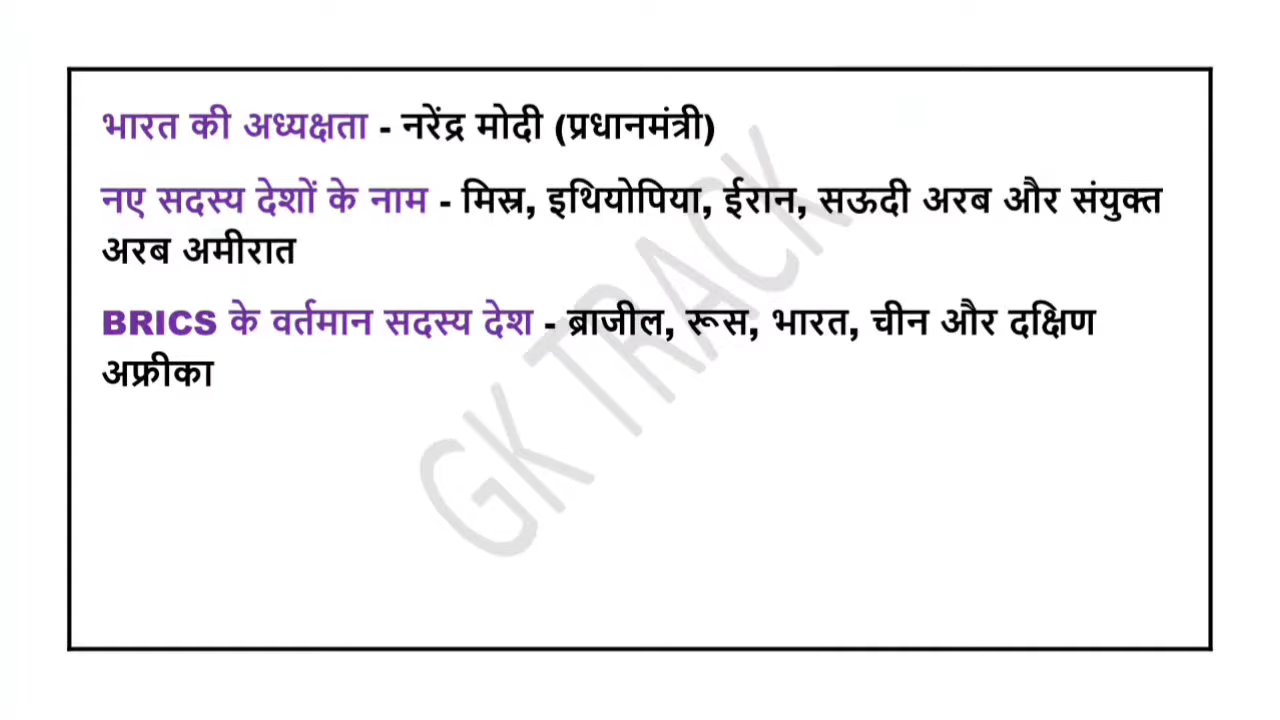 भारत की अध्यक्षता - नरेंद्र मोदी (प्रधानमंत्री)
नए सदस्य देशों के नाम - मिस्र, इथियोपिया, ईरान, सऊदी अरब और संयुक्त
अरब अमीरात
BRICS के वर्तमान सदस्य देश - ब्राजील, रूस, भारत, चीन और दक्षिण
अफ्रीका
GK TRACK